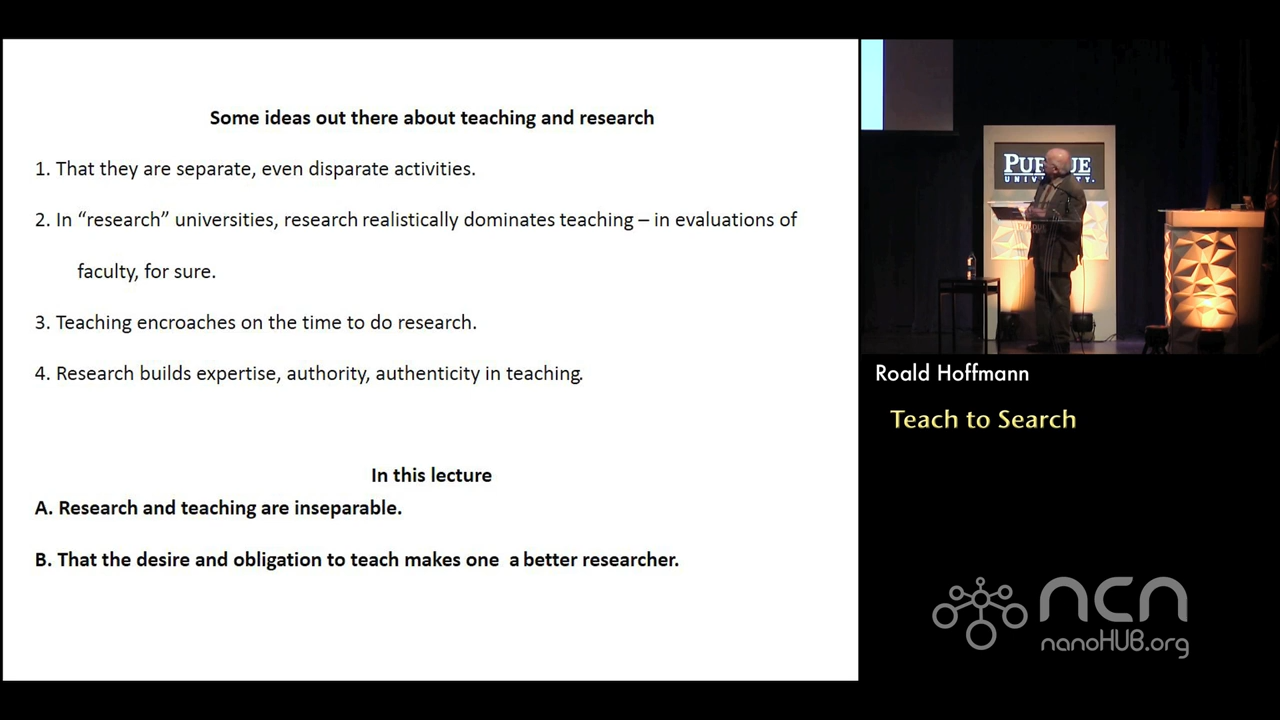 Some ideas out there about teaching and research
1. That they are separate, even disparate activities.
2. In “research” universities, research realistically dominates teaching – in evaluations of
faculty, for sure.
3. Teaching encroaches on the time to do research.
4. Research builds expertise, authority, authenticity in teaching.
In this lecture
A. Research and teaching are inseparable.
B. That the desire and obligation to teach makes one a better researcher.
PURDUE
UNIVERSITY.
PURDUE
Roald Hoffmann
Teach to Search
ncn
nanoHUB.org